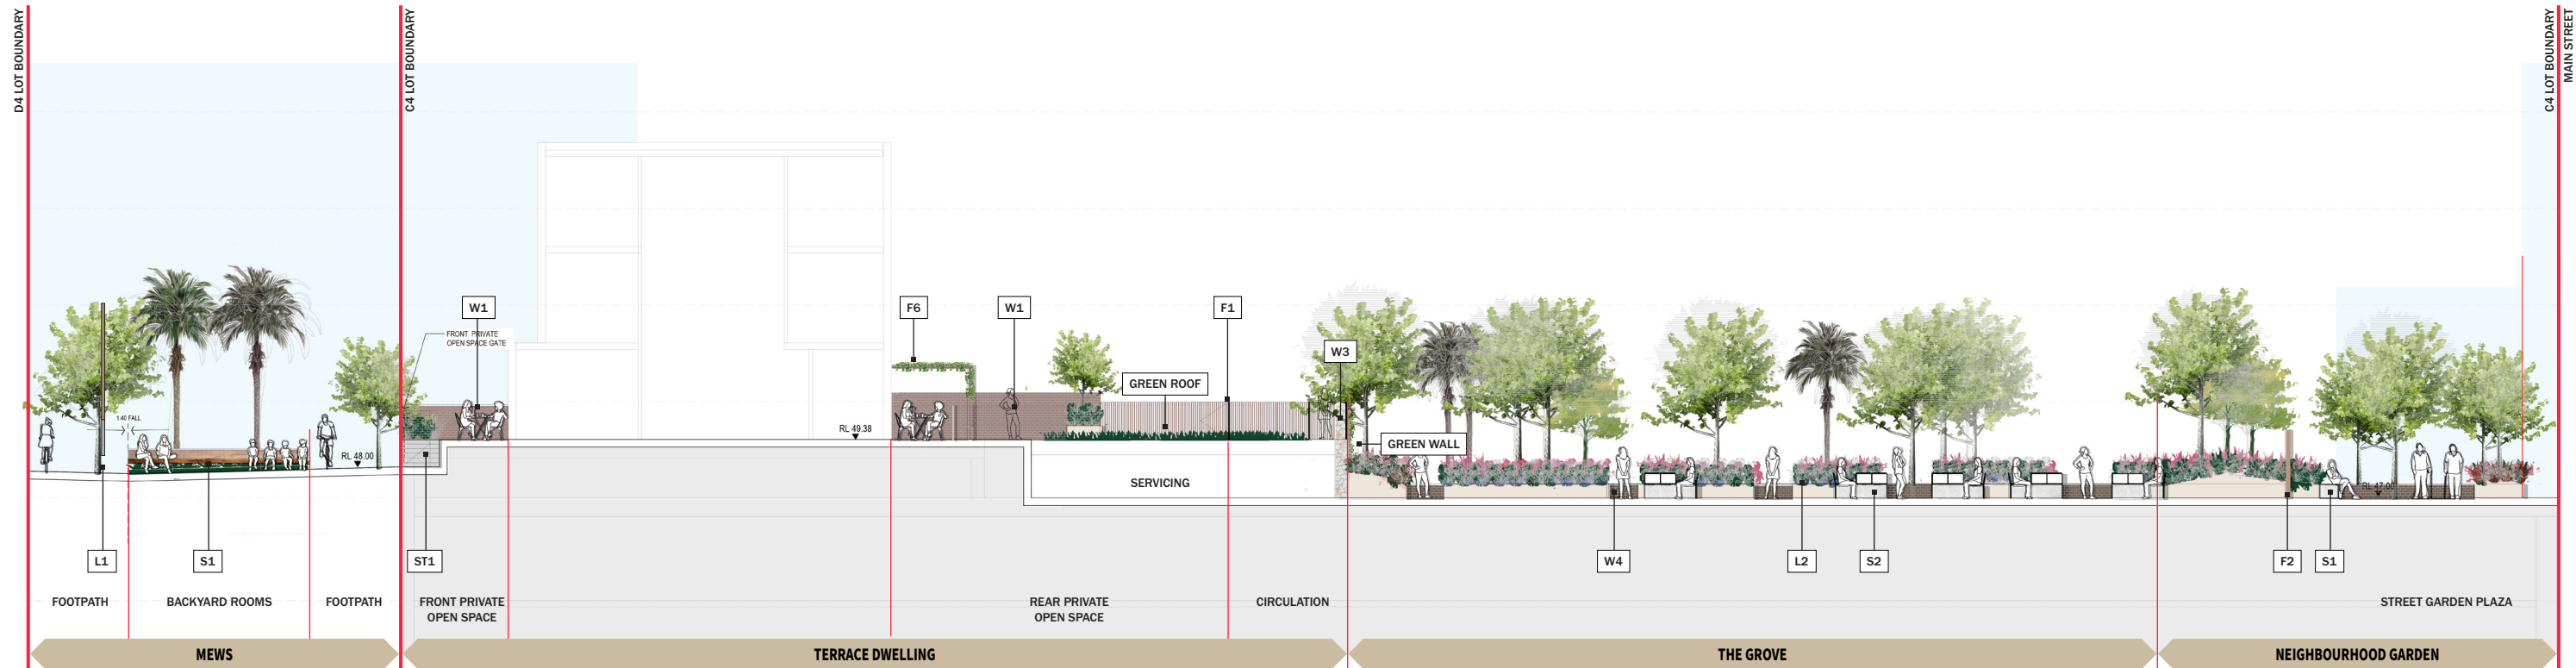 D4 LOT BOUNDARY
C4 LOT BOUNDARY
C4 LOT BOUNDARY
MAIN STREET
W1
F6
W1
F1
FRONT PRIVATE
OPEN SPACE GATE
W3
GREEN ROOF
1:40 FALL
RL 49.38
GREEN WALL
RL 48.00
SERVICING
RL 47.00
L1
S1
ST1
W4
L2
S2
F2
S1
FOOTPATH
BACKYARD ROOMS
FOOTPATH
FRONT PRIVATE
OPEN SPACE
REAR PRIVATE
OPEN SPACE
CIRCULATION
STREET GARDEN PLAZA
MEWS
TERRACE DWELLING
THE GROVE
NEIGHBOURHOOD GARDEN